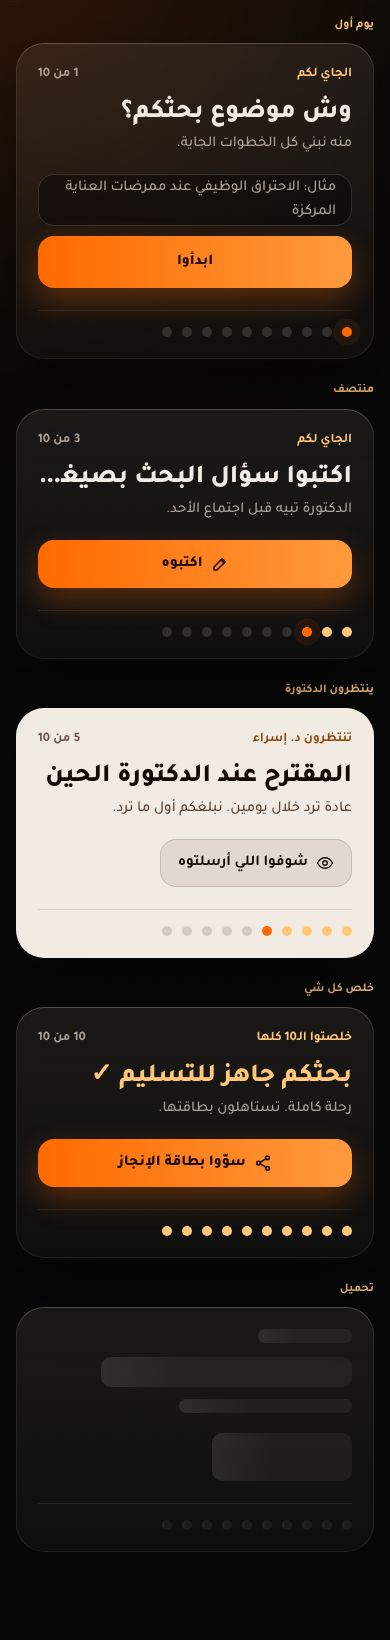 يوم أول
الجاي لكم
1 من 10
وش موضوع بحثكم؟
منه نبني كل الخطوات الجاية.
مثال: الاحتراق الوظيفي عند ممرضات العناية
المركزة
ابدأوا
منتصف
الجاي لكم
3 من 10
اكتبوا سؤال البحث بصيغ...
الدكتورة تبيه قبل اجتماع الأحد.
اكتبوه
ينتظرون الدكتورة
تنتظرون د. إسراء
5 من 10
المقترح عند الدكتورة الحين
عادة ترد خلال يومين. نبلغكم أول ما ترد.
شوفوا اللي أرسلتوه
خلص كل شي
خلصتوا الـ10 كلها
10 من 10
بحثكم جاهز للتسليم ✓
رحلة كاملة. تستاهلون بطاقتها.
سوّوا بطاقة الإنجاز
تحميل